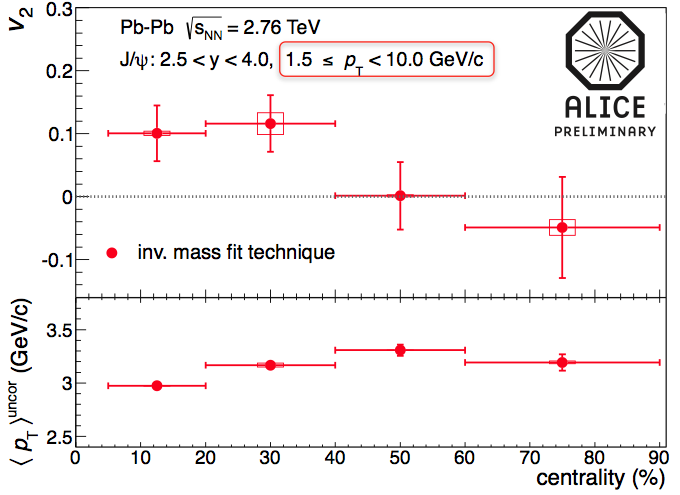 v₂
0.3
Pb-Pb √sNN = 2.76 TeV
J/ψ: 2.5 < y < 4.0, 1.5 ≤ pT < 10.0 GeV/c
0.2
ALICE
PRELIMINARY
0.1
0
inv. mass fit technique
-0.1
⟨ pT ⟩uncor (GeV/c)
3.5
3
2.5
0 10 20 30 40 50 60 70 80 90
centrality (%)